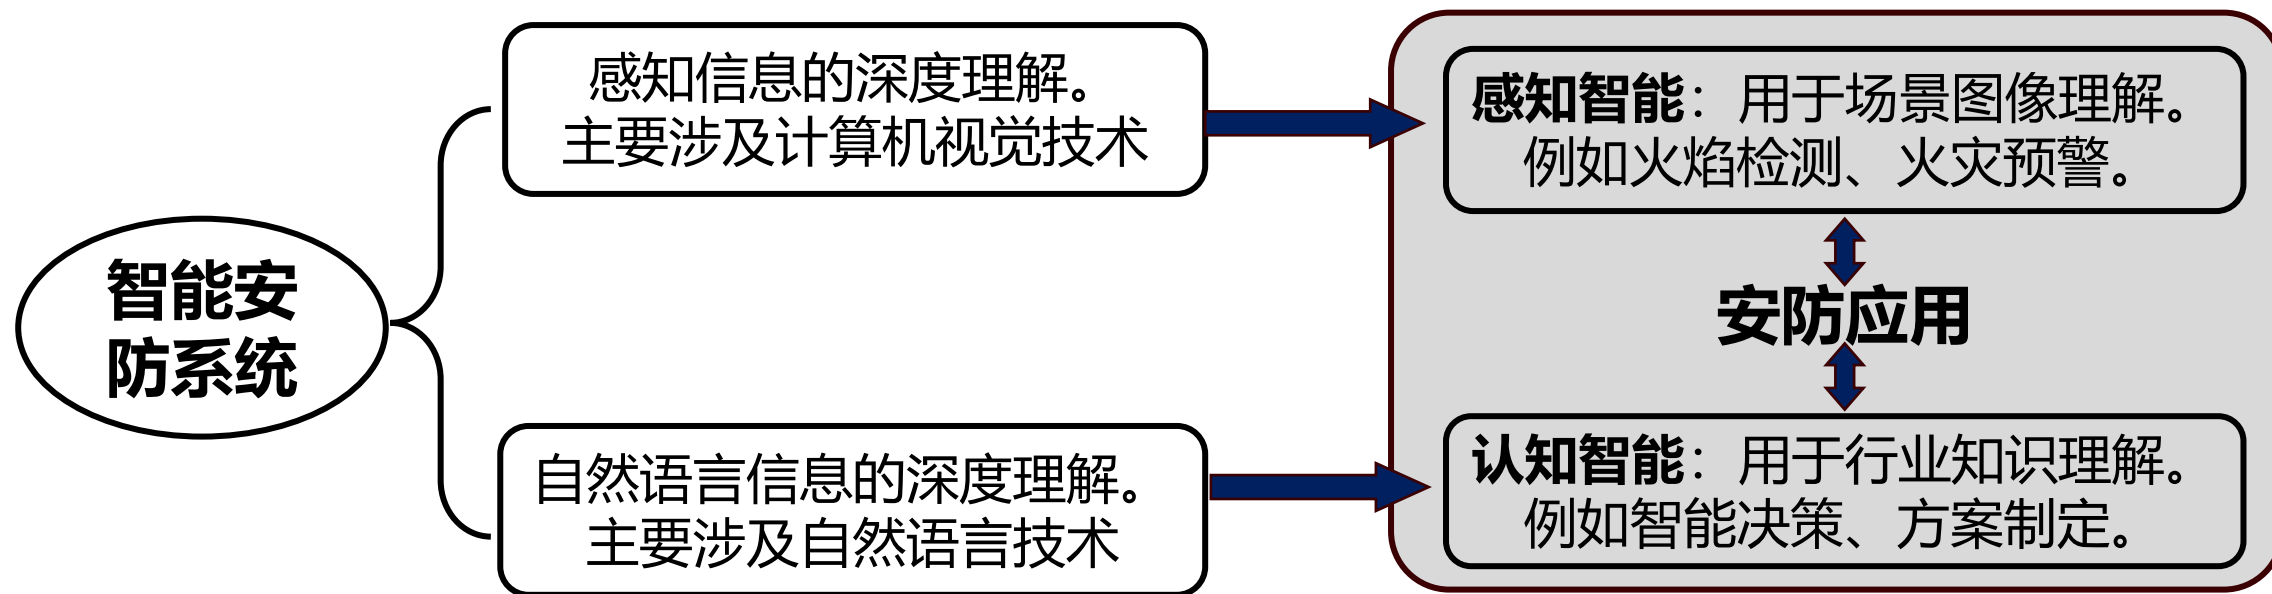 智能安
防系统
感知信息的深度理解。
主要涉及计算机视觉技术
自然语言信息的深度理解。
主要涉及自然语言技术
感知智能：用于场景图像理解。
例如火焰检测、火灾预警。
安防应用
认知智能：用于行业知识理解。
例如智能决策、方案制定。